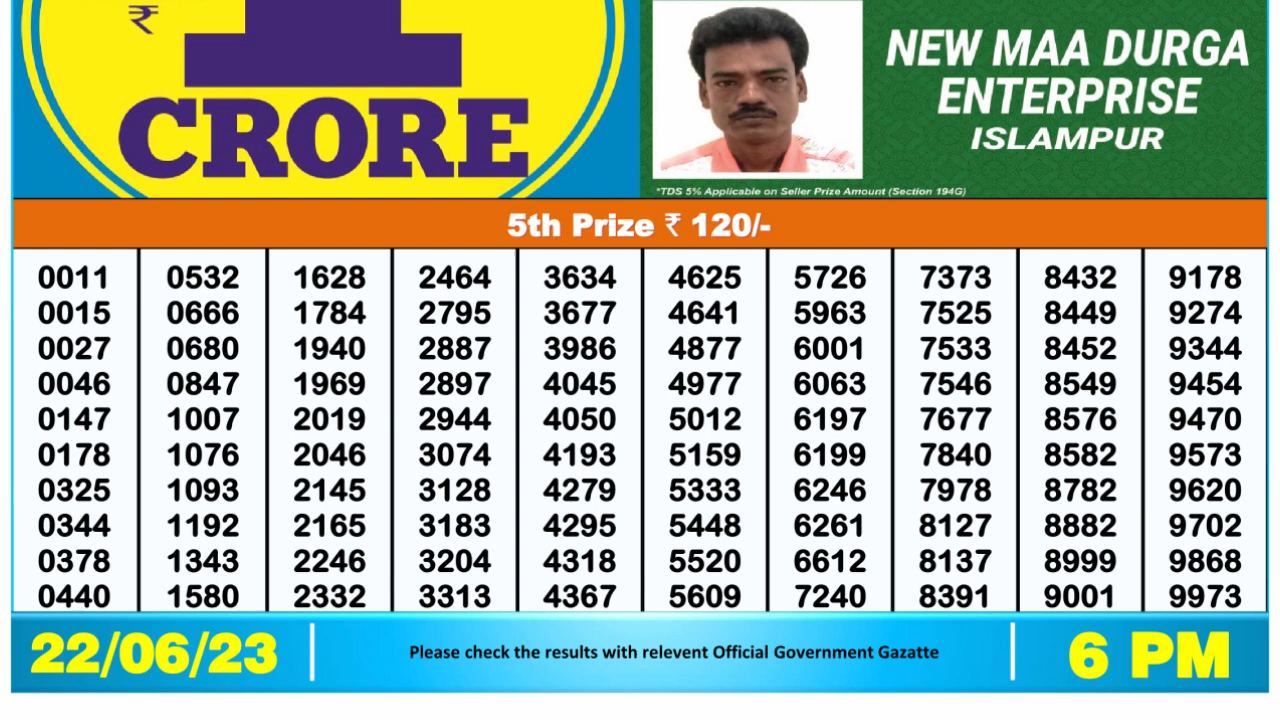 ₹
1
CRORE
NEW MAA DURGA
ENTERPRISE
ISLAMPUR
*TDS 5% Applicable on Seller Prize Amount (Section 194G)
5th Prize ₹ 120/-
0011 0532 1628 2464 3634 4625 5726 7373 8432 9178
0015 0666 1784 2795 3677 4641 5963 7525 8449 9274
0027 0680 1940 2887 3986 4877 6001 7533 8452 9344
0046 0847 1969 2897 4045 4977 6063 7546 8549 9454
0147 1007 2019 2944 4050 5012 6197 7677 8576 9470
0178 1076 2046 3074 4193 5159 6199 7840 8582 9573
0325 1093 2145 3128 4279 5333 6246 7978 8782 9620
0344 1192 2165 3183 4295 5448 6261 8127 8882 9702
0378 1343 2246 3204 4318 5520 6612 8137 8999 9868
0440 1580 2332 3313 4367 5609 7240 8391 9001 9973
22/06/23
Please check the results with relevent Official Government Gazatte
6 PM